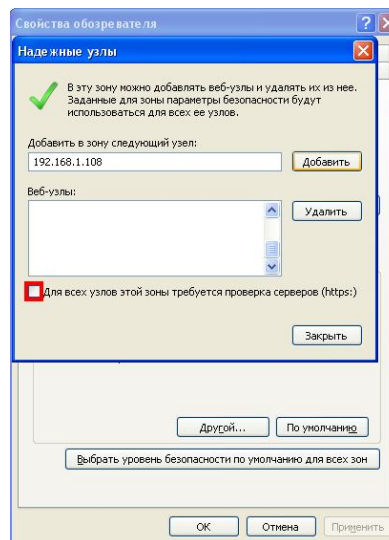 Свойства обозревателя
Надежные узлы
В эту зону можно добавлять веб-узлы и удалять их из нее.
Заданные для зоны параметры безопасности будут
использоваться для всех ее узлов.
Добавить в зону следующий узел:
192.168.1.108
Добавить
Веб-узлы:
Удалить
Для всех узлов этой зоны требуется проверка серверов (https:)
Закрыть
Другой...
По умолчанию
Выбрать уровень безопасности по умолчанию для всех зон
ОК
Отмена
Применить